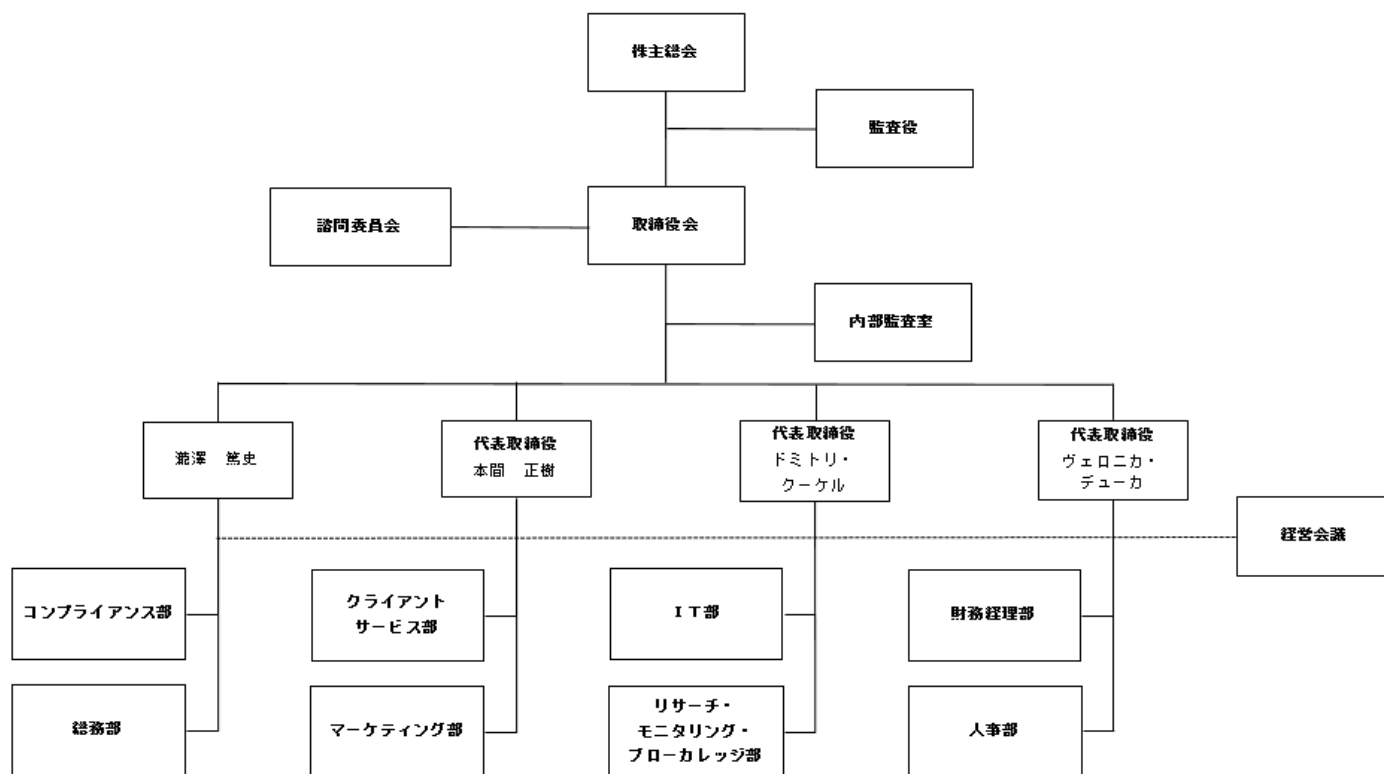 株主総会
監査役
諮問委員会
取締役会
内部監査室
瀧澤　篤史
代表取締役
本間　正樹
代表取締役
ドミトリ・
クーケル
代表取締役
ヴェロニカ・
デューカ
経営会議
コンプライアンス部
クライアント
サービス部
ＩＴ部
財務経理部
総務部
マーケティング部
リサーチ・
モニタリング・
ブローカレッジ部
人事部